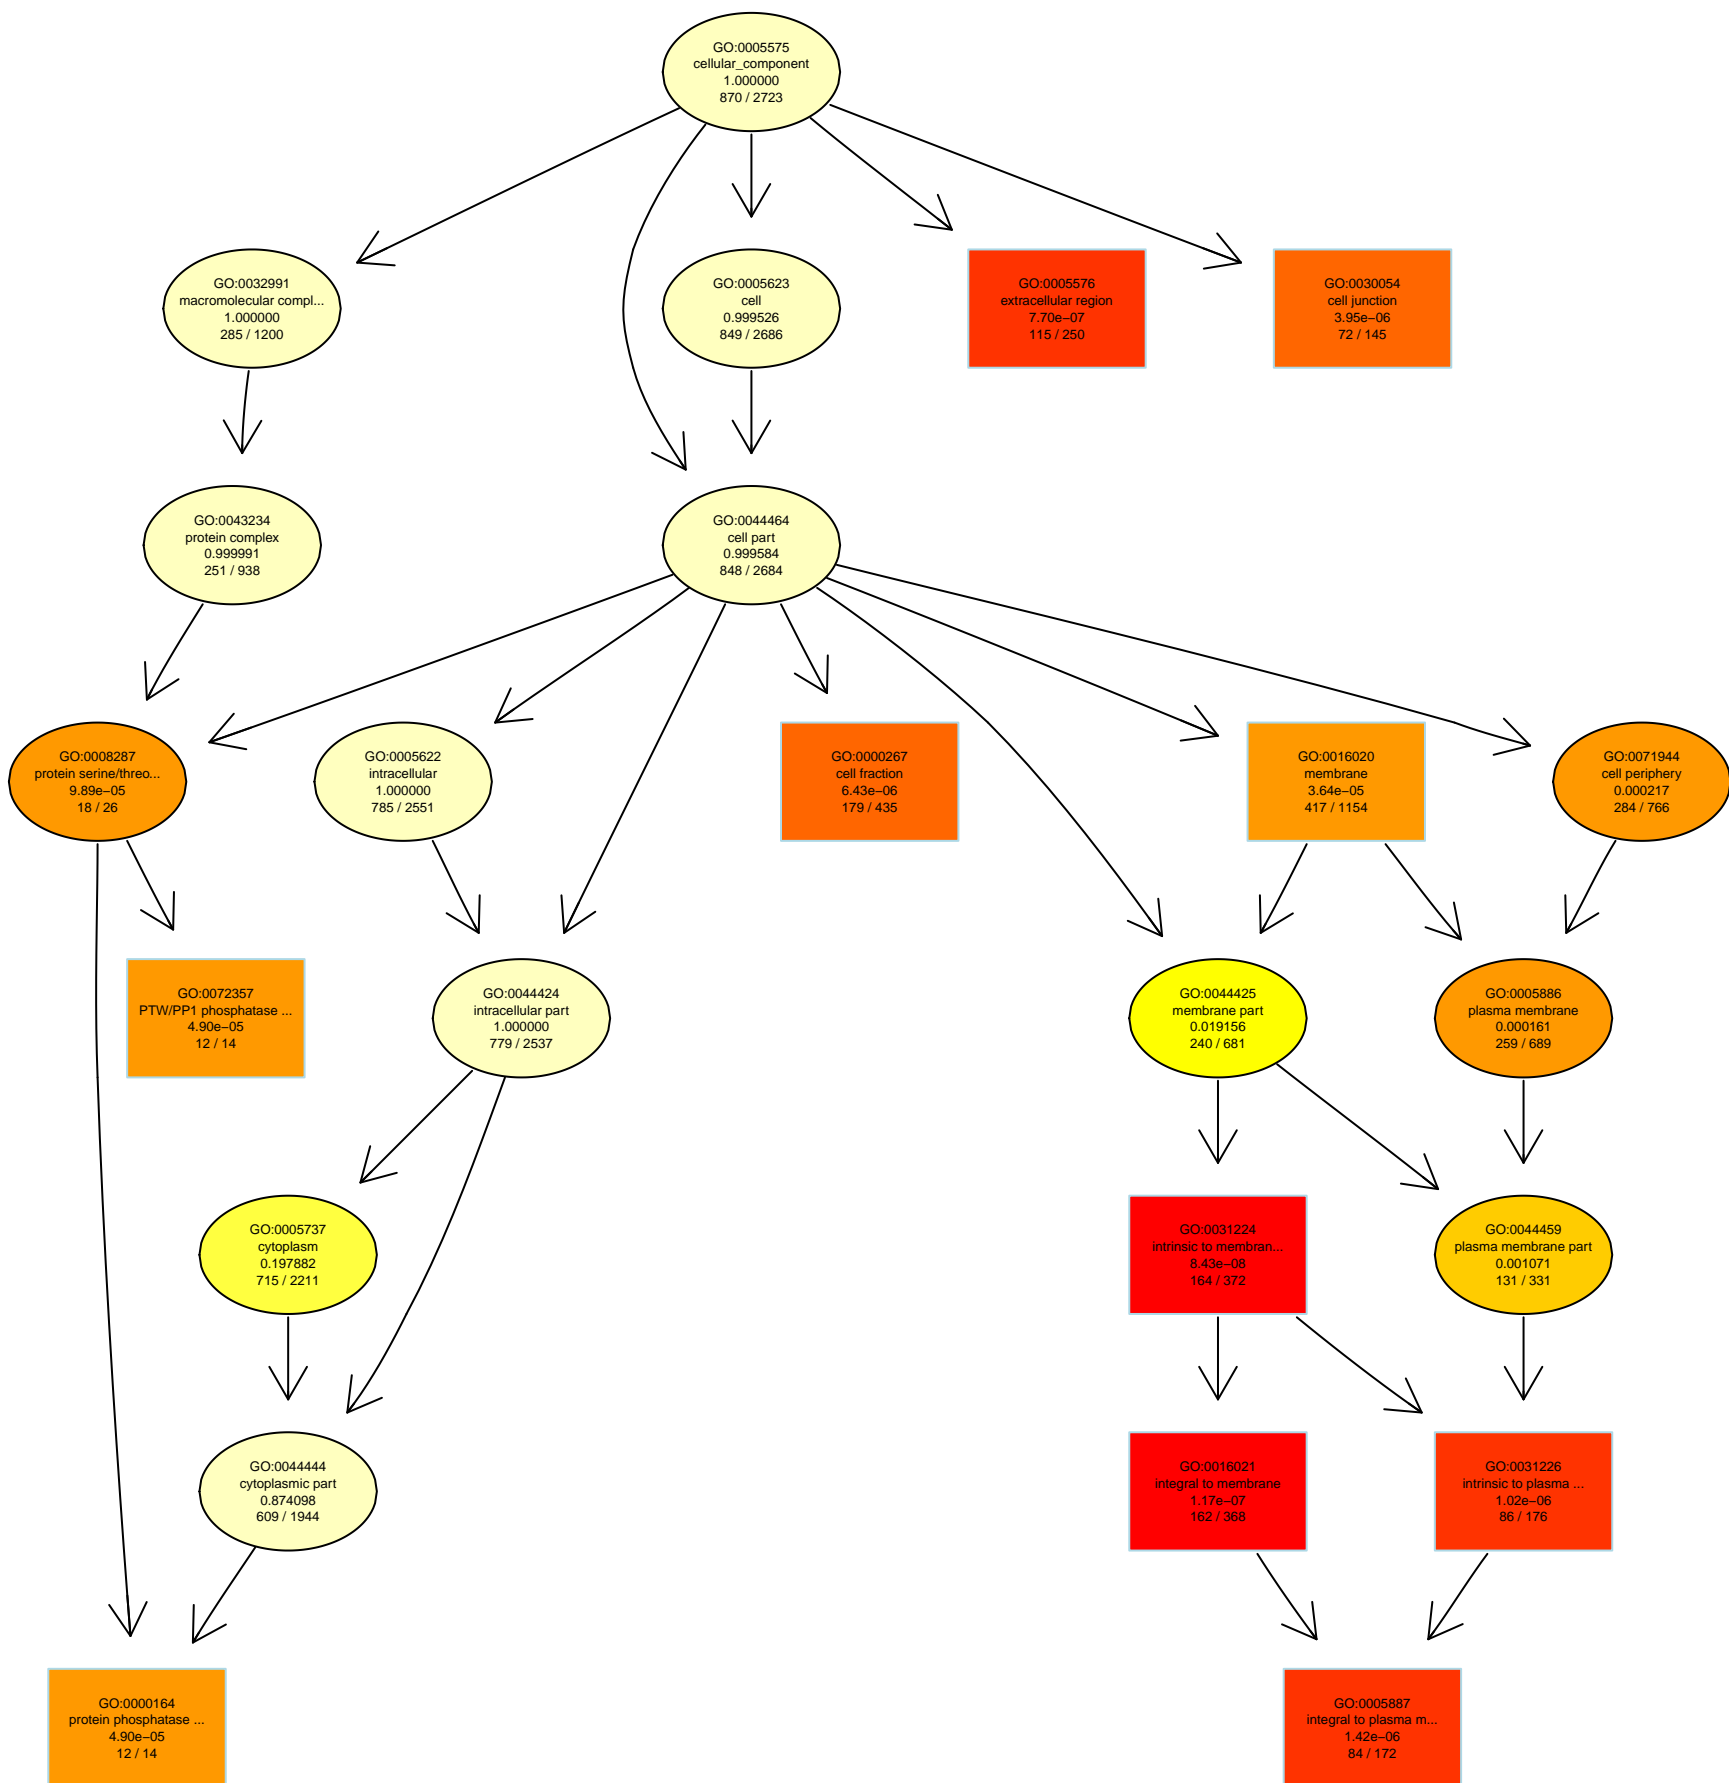 GO:0005575
cellular_component
1.000000
870 / 2723
GO:0032991
macromolecular compl...
1.000000
285 / 1200
GO:0005623
cell
0.999526
849 / 2686
GO:0005576
extracellular region
7.70e−07
115 / 250
GO:0030054
cell junction
3.95e−06
72 / 145
GO:0043234
protein complex
0.999991
251 / 938
GO:0044464
cell part
0.999584
848 / 2684
GO:0008287
protein serine/threo...
9.89e−05
18 / 26
GO:0005622
intracellular
1.000000
785 / 2551
GO:0000267
cell fraction
6.43e−06
179 / 435
GO:0016020
membrane
3.64e−05
417 / 1154
GO:0071944
cell periphery
0.000217
284 / 766
GO:0072357
PTW/PP1 phosphatase ...
4.90e−05
12 / 14
GO:0044424
intracellular part
1.000000
779 / 2537
GO:0044425
membrane part
0.019156
240 / 681
GO:0005886
plasma membrane
0.000161
259 / 689
GO:0005737
cytoplasm
0.197882
715 / 2211
GO:0031224
intrinsic to membran...
8.43e−08
164 / 372
GO:0044459
plasma membrane part
0.001071
131 / 331
GO:0044444
cytoplasmic part
0.874098
609 / 1944
GO:0016021
integral to membrane
1.17e−07
162 / 368
GO:0031226
intrinsic to plasma ...
1.02e−06
86 / 176
GO:0000164
protein phosphatase ...
4.90e−05
12 / 14
GO:0005887
integral to plasma m...
1.42e−06
84 / 172